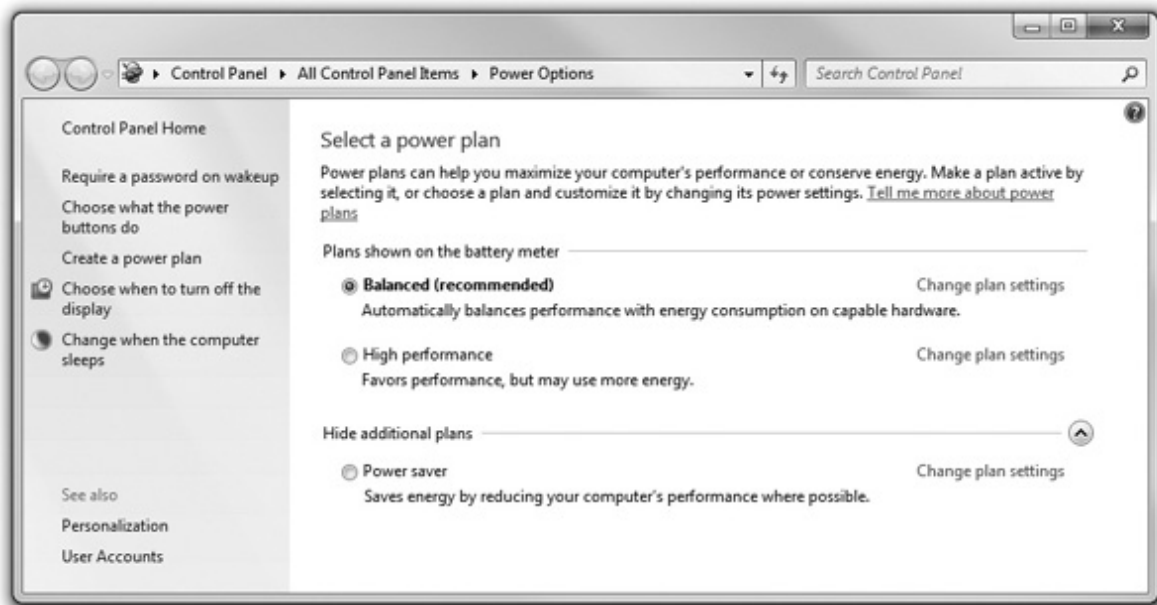 Control Panel ▸ All Control Panel Items ▸ Power Options
Search Control Panel
Control Panel Home
Require a password on wakeup
Choose what the power
buttons do
Create a power plan
Choose when to turn off the
display
Change when the computer
sleeps
See also
Personalization
User Accounts
Select a power plan
Power plans can help you maximize your computer's performance or conserve energy. Make a plan active by
selecting it, or choose a plan and customize it by changing its power settings. Tell me more about power
plans
Plans shown on the battery meter
Balanced (recommended) Change plan settings
Automatically balances performance with energy consumption on capable hardware.
High performance Change plan settings
Favors performance, but may use more energy.
Hide additional plans
Power saver Change plan settings
Saves energy by reducing your computer's performance where possible.